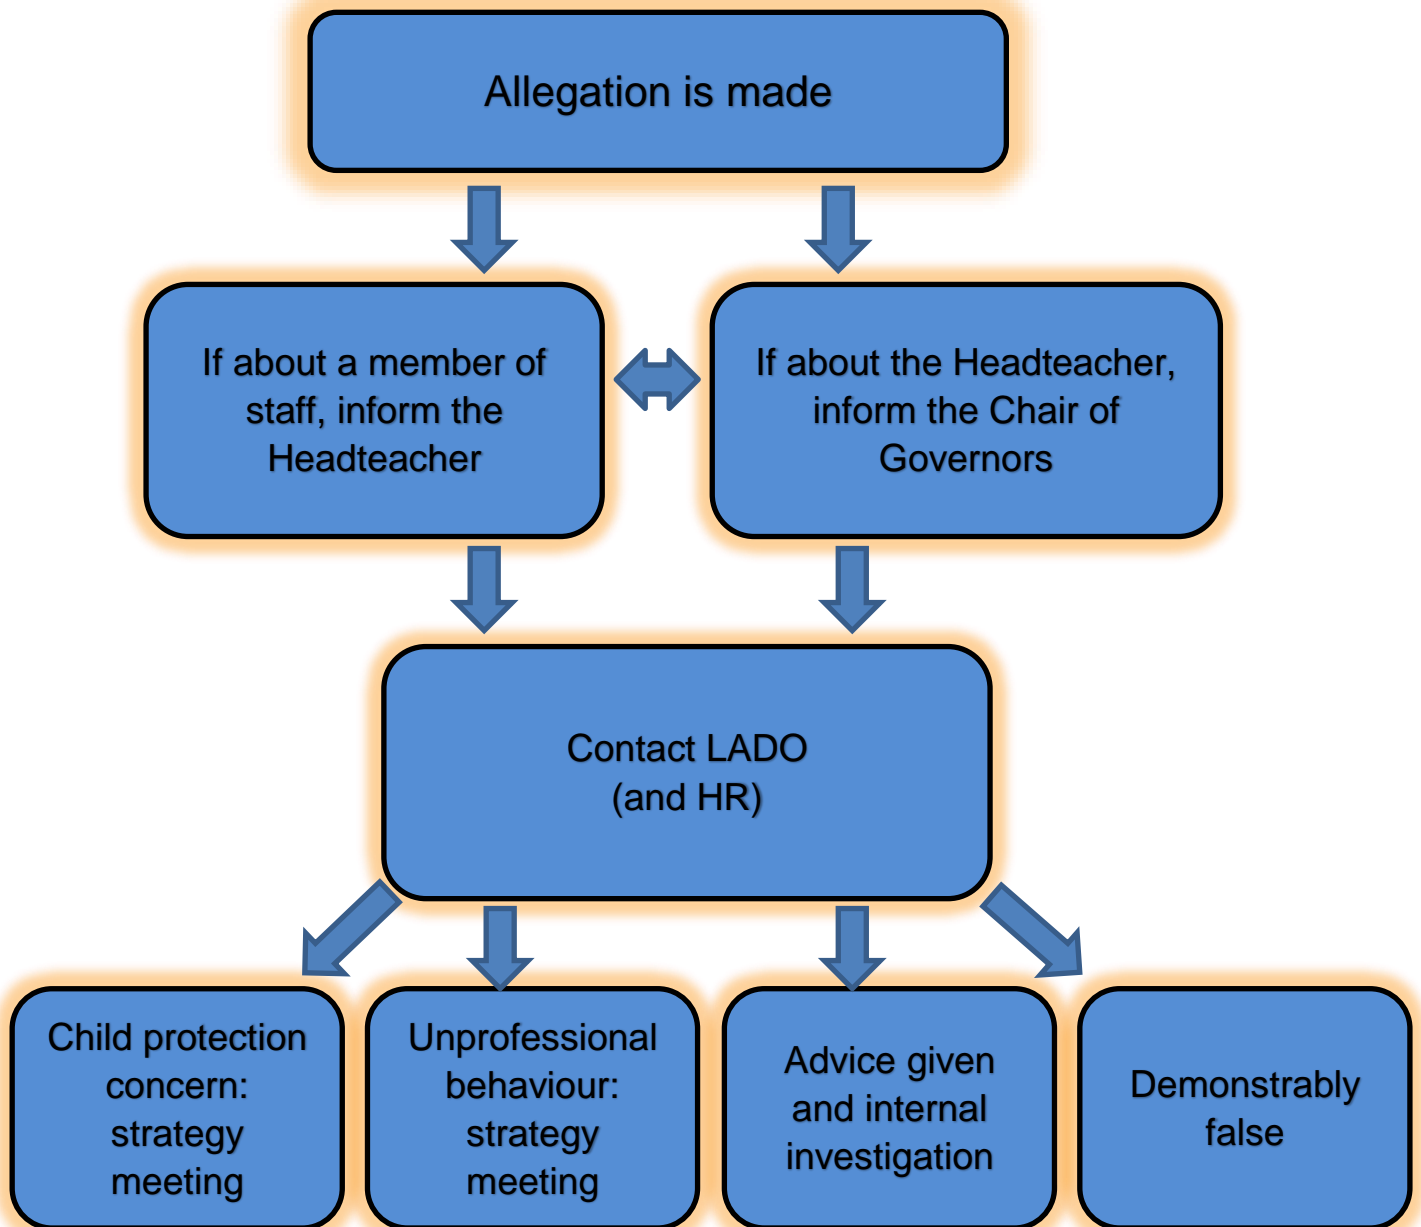 Allegation is made
If about a member of
staff, inform the
Headteacher
If about the Headteacher,
inform the Chair of
Governors
Contact LADO
(and HR)
Child protection
concern:
strategy
meeting
Unprofessional
behaviour:
strategy
meeting
Advice given
and internal
investigation
Demonstrably
false